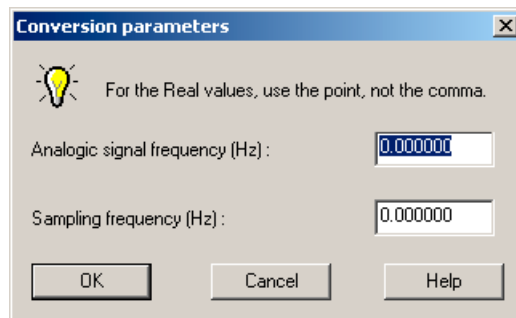 Conversion parameters
For the Real values, use the point, not the comma.
Analogic signal frequency (Hz) : 0.000000
Sampling frequency (Hz) : 0.000000
OK Cancel Help